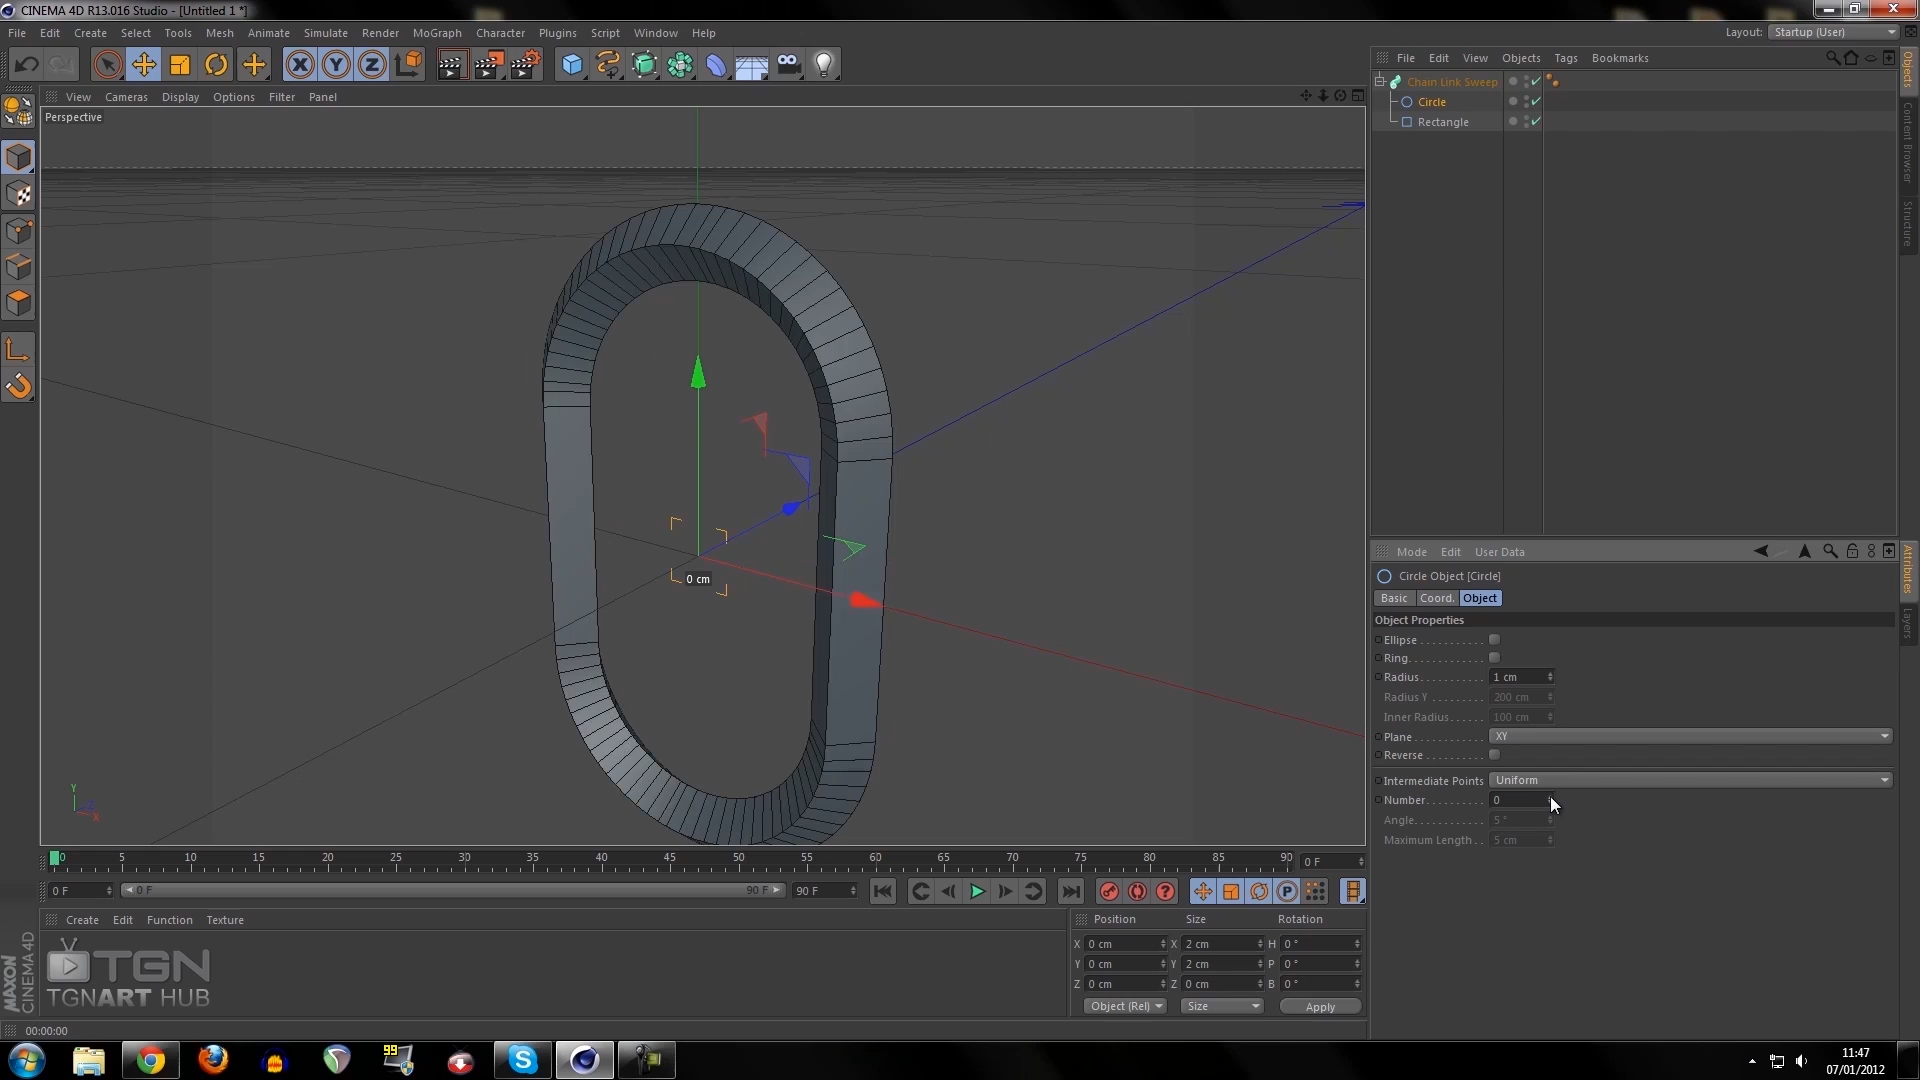 CINEMA 4D R13.016 Studio - [Untitled 1 *]
File Edit Create Select Tools Mesh Animate Simulate Render MoGraph Character Plugins Script Window Help
Layout: Startup (User)
X Y Z
File Edit View Objects Tags Bookmarks
View Cameras Display Options Filter Panel
Perspective
Chain Link Sweep
Circle
Rectangle
Objects
Content Browser
Structure
0 cm
Y
Z
X
Mode Edit User Data
Circle Object [Circle]
Basic Coord. Object
Object Properties
Ellipse
Ring
Radius 1 cm
Radius Y 200 cm
Inner Radius 100 cm
Plane XY
Reverse
Intermediate Points Uniform
Number 0
Angle 5 °
Maximum Length 5 cm
Attributes
Layers
0 5 10 15 20 25 30 35 40 45 50 55 60 65 70 75 80 85 90 0 F
0 F 0 F 90 F 90 F
P
Create Edit Function Texture
Position Size Rotation
X 0 cm X 2 cm H 0 °
Y 0 cm Y 2 cm P 0 °
Z 0 cm Z 0 cm B 0 °
Object (Rel) Size Apply
MAXON
CINEMA 4D
TGN
TGNART HUB
00:00:00
99
11:47
07/01/2012